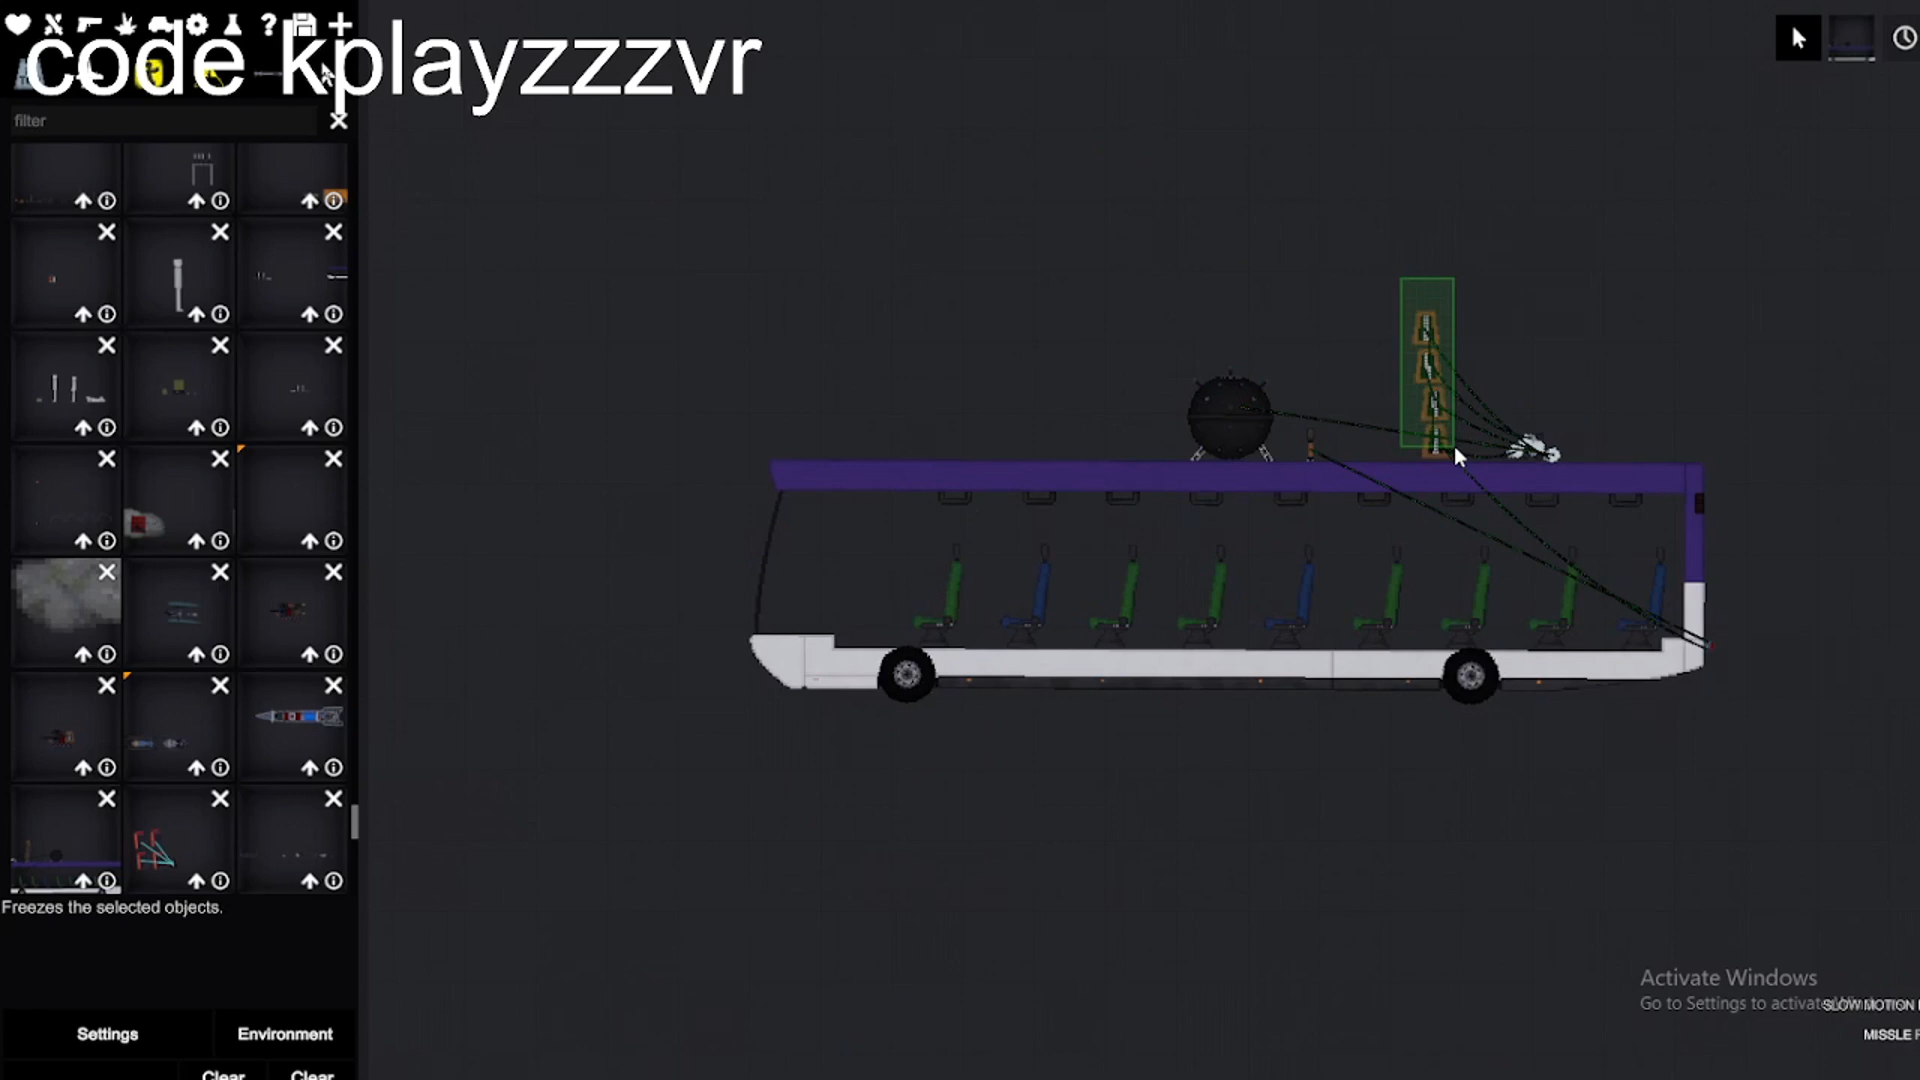 code kplayzzzvr
filter
Freezes the selected objects.
Settings
Environment
Clear
Clear
Activate Windows
Go to Settings to activate
SLOW MOTION
MISSLE